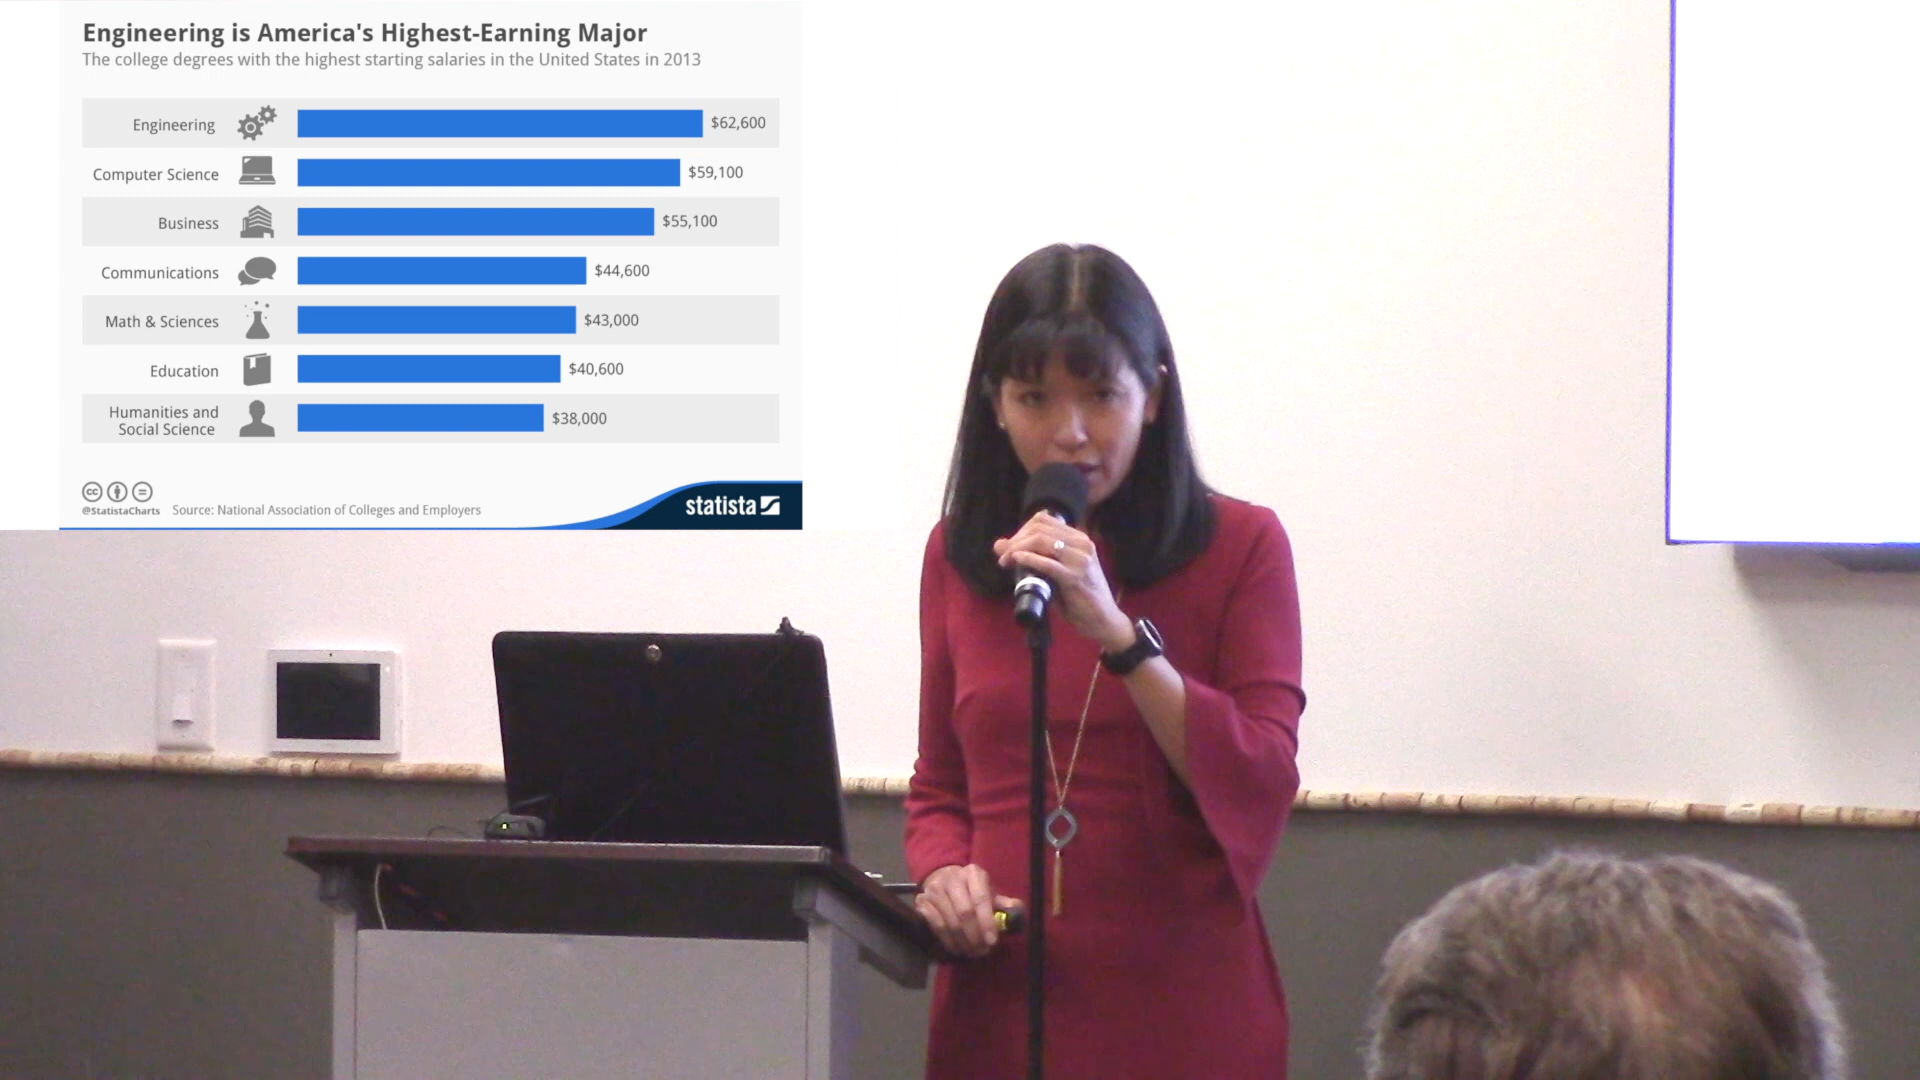 Engineering is America's Highest-Earning Major
The college degrees with the highest starting salaries in the United States in 2013
Engineering $62,600
Computer Science $59,100
Business $55,100
Communications $44,600
Math & Sciences $43,000
Education $40,600
Humanities and
Social Science $38,000
@StatistaCharts Source: National Association of Colleges and Employers
statista